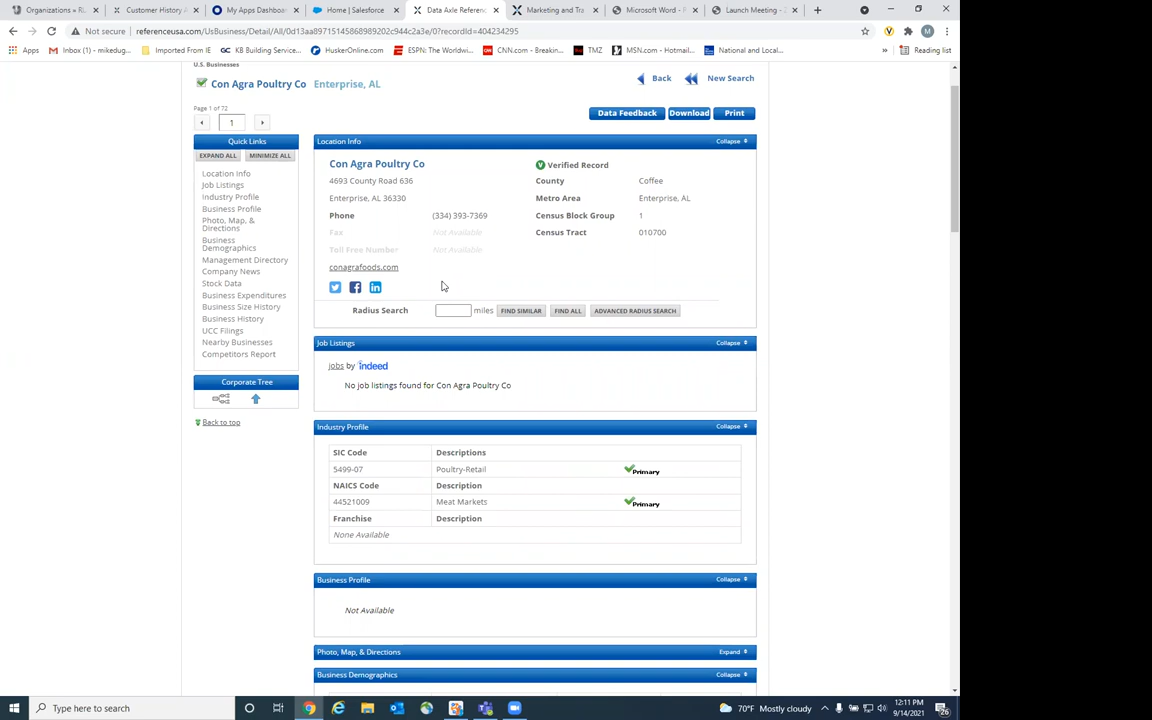 Organizations » RU
Customer History A
My Apps Dashboa
Home | Salesforce
Data Axle Referenc
Marketing and Tra
Microsoft Word - F
Launch Meeting - Z
Not secure | referenceusa.com/UsBusiness/Detail/All/0d13aa89715145868989202c944c2a3e/0?recordId=404234295
Apps
Inbox (1) - mikedug...
Imported From IE
KB Building Service...
HuskerOnline.com
ESPN: The Worldwi...
CNN.com - Breakin...
TMZ
MSN.com - Hotmail...
National and Local...
»
Reading list
U.S. Businesses
Con Agra Poultry Co Enterprise, AL
Back
New Search
Page 1 of 72
1
Data Feedback
Download
Print
Quick Links
EXPAND ALL
MINIMIZE ALL
Location Info
Job Listings
Industry Profile
Business Profile
Photo, Map, &
Directions
Business
Demographics
Management Directory
Company News
Stock Data
Business Expenditures
Business Size History
Business History
UCC Filings
Nearby Businesses
Competitors Report
Corporate Tree
Back to top
Location Info
Collapse
Con Agra Poultry Co
4693 County Road 636
Enterprise, AL 36330
Phone (334) 393-7369
Fax Not Available
Toll Free Number Not Available
conagrafoods.com
Verified Record
County Coffee
Metro Area Enterprise, AL
Census Block Group 1
Census Tract 010700
Radius Search miles
FIND SIMILAR
FIND ALL
ADVANCED RADIUS SEARCH
Job Listings
Collapse
jobs by indeed
No job listings found for Con Agra Poultry Co
Industry Profile
Collapse
SIC Code Descriptions
5499-07 Poultry-Retail Primary
NAICS Code Description
44521009 Meat Markets Primary
Franchise Description
None Available
Business Profile
Collapse
Not Available
Photo, Map, & Directions
Expand
Business Demographics
Collapse
Type here to search
70°F Mostly cloudy
12:11 PM
9/14/2021
26